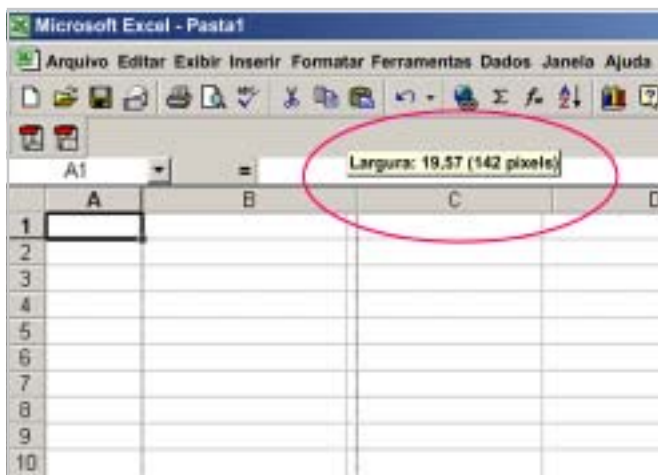 Microsoft Excel - Pasta1
Arquivo Editar Exibir Inserir Formatar Ferramentas Dados Janela Ajuda
A1 =
Largura: 19,57 (142 pixels)
A B C D
1
2
3
4
5
6
7
8
9
10